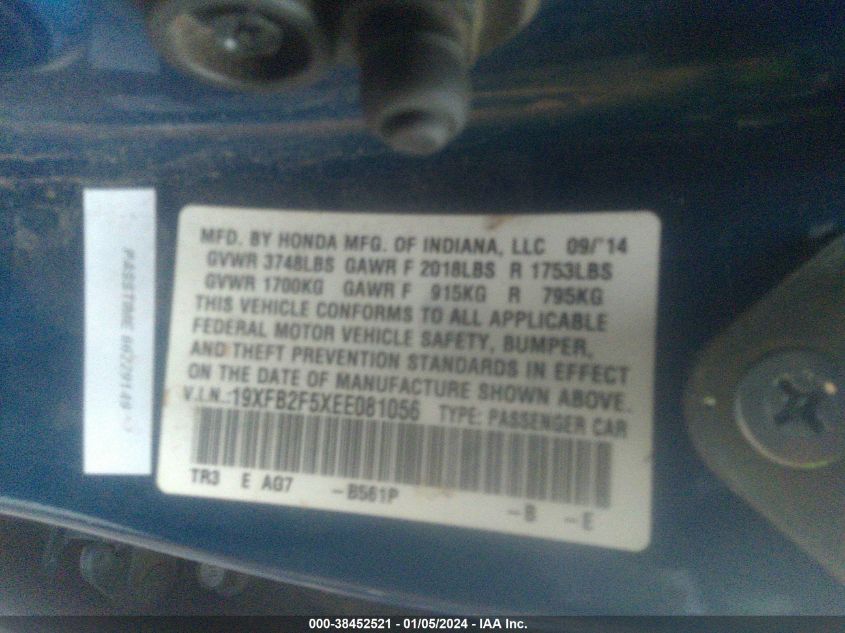 MFD. BY HONDA MFG. OF INDIANA, LLC 09/'14
GVWR 3748LBS GAWR F 2018LBS R 1753LBS
GVWR 1700KG GAWR F 915KG R 795KG
THIS VEHICLE CONFORMS TO ALL APPLICABLE
FEDERAL MOTOR VEHICLE SAFETY, BUMPER,
AND THEFT PREVENTION STANDARDS IN EFFECT
ON THE DATE OF MANUFACTURE SHOWN ABOVE.
V.I.N.:19XFB2F5XEE081056 TYPE: PASSENGER CAR
TR3 E AG7 -B561P -B -E
PASSTIME
000-38452521 - 01/05/2024 - IAA Inc.